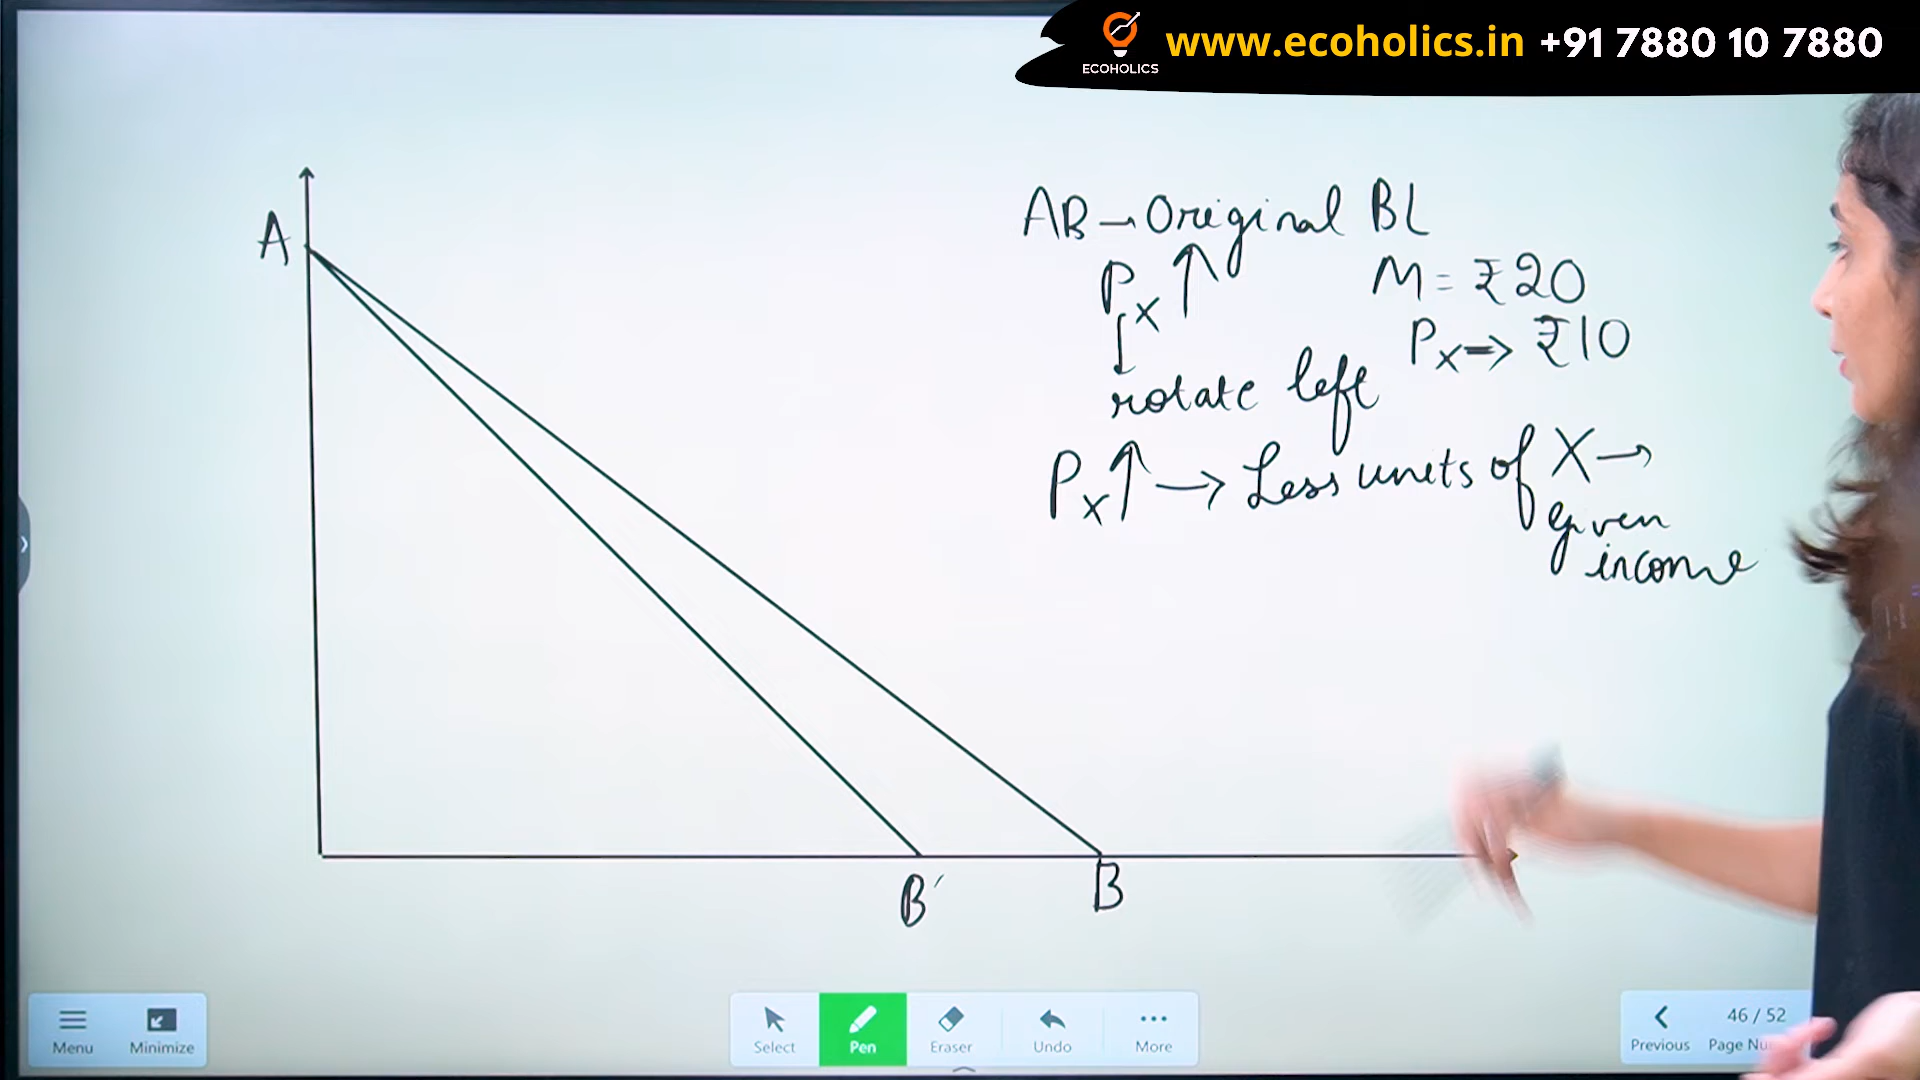 www.ecoholics.in +91 7880 10 7880
ECOHOLICS
A
AB → Original BL
Px ↑
M = ₹20
Px ⇒ ₹10
rotate left
Px↑ → Less units of X →
given
income
B′
B
Menu
Minimize
Select
Pen
Eraser
Undo
More
Previous
46 / 52
Page